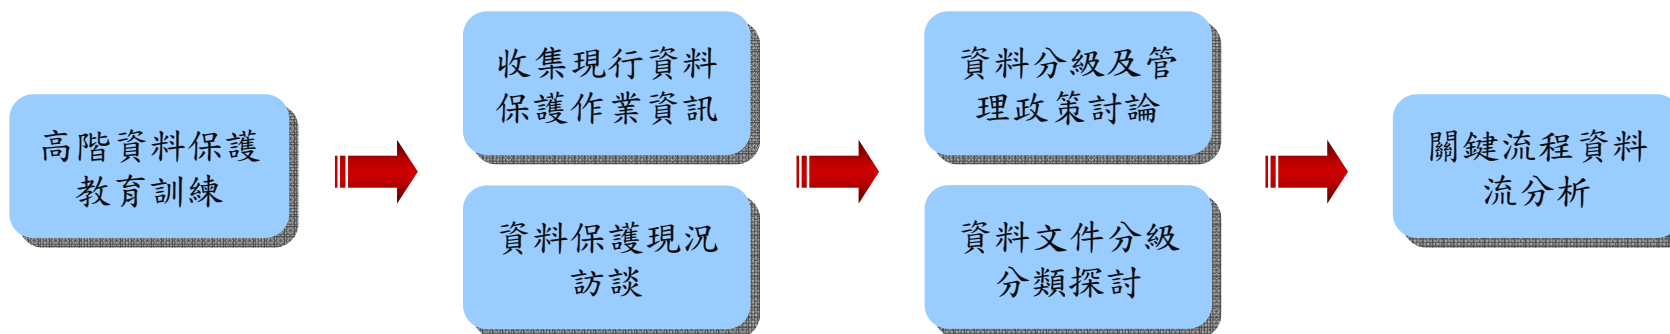 高階資料保護
教育訓練
收集現行資料
保護作業資訊
資料保護現況
訪談
資料分級及管
理政策討論
資料文件分級
分類探討
關鍵流程資料
流分析